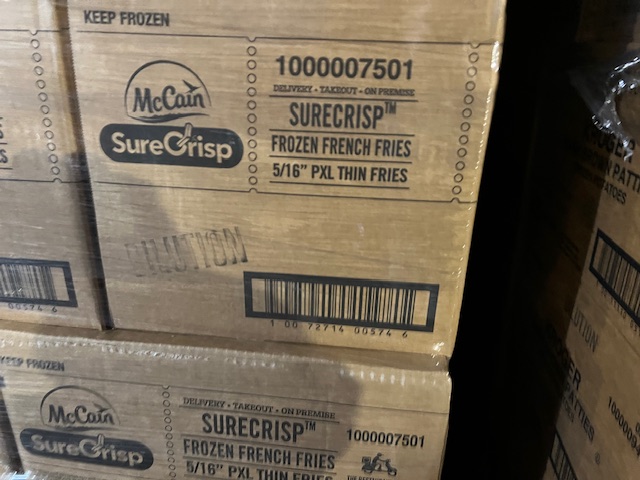 KEEP FROZEN
McCain
SureCrisp
1000007501
DELIVERY • TAKEOUT • ON PREMISE
SURECRISP™
FROZEN FRENCH FRIES
5/16" PXL THIN FRIES
1 00 72714 00574 6
00574 6
KEEP FROZEN
McCain
SureCrisp
DELIVERY • TAKEOUT • ON PREMISE
SURECRISP™
1000007501
FROZEN FRENCH FRIES
5/16" PXL THIN FRIES